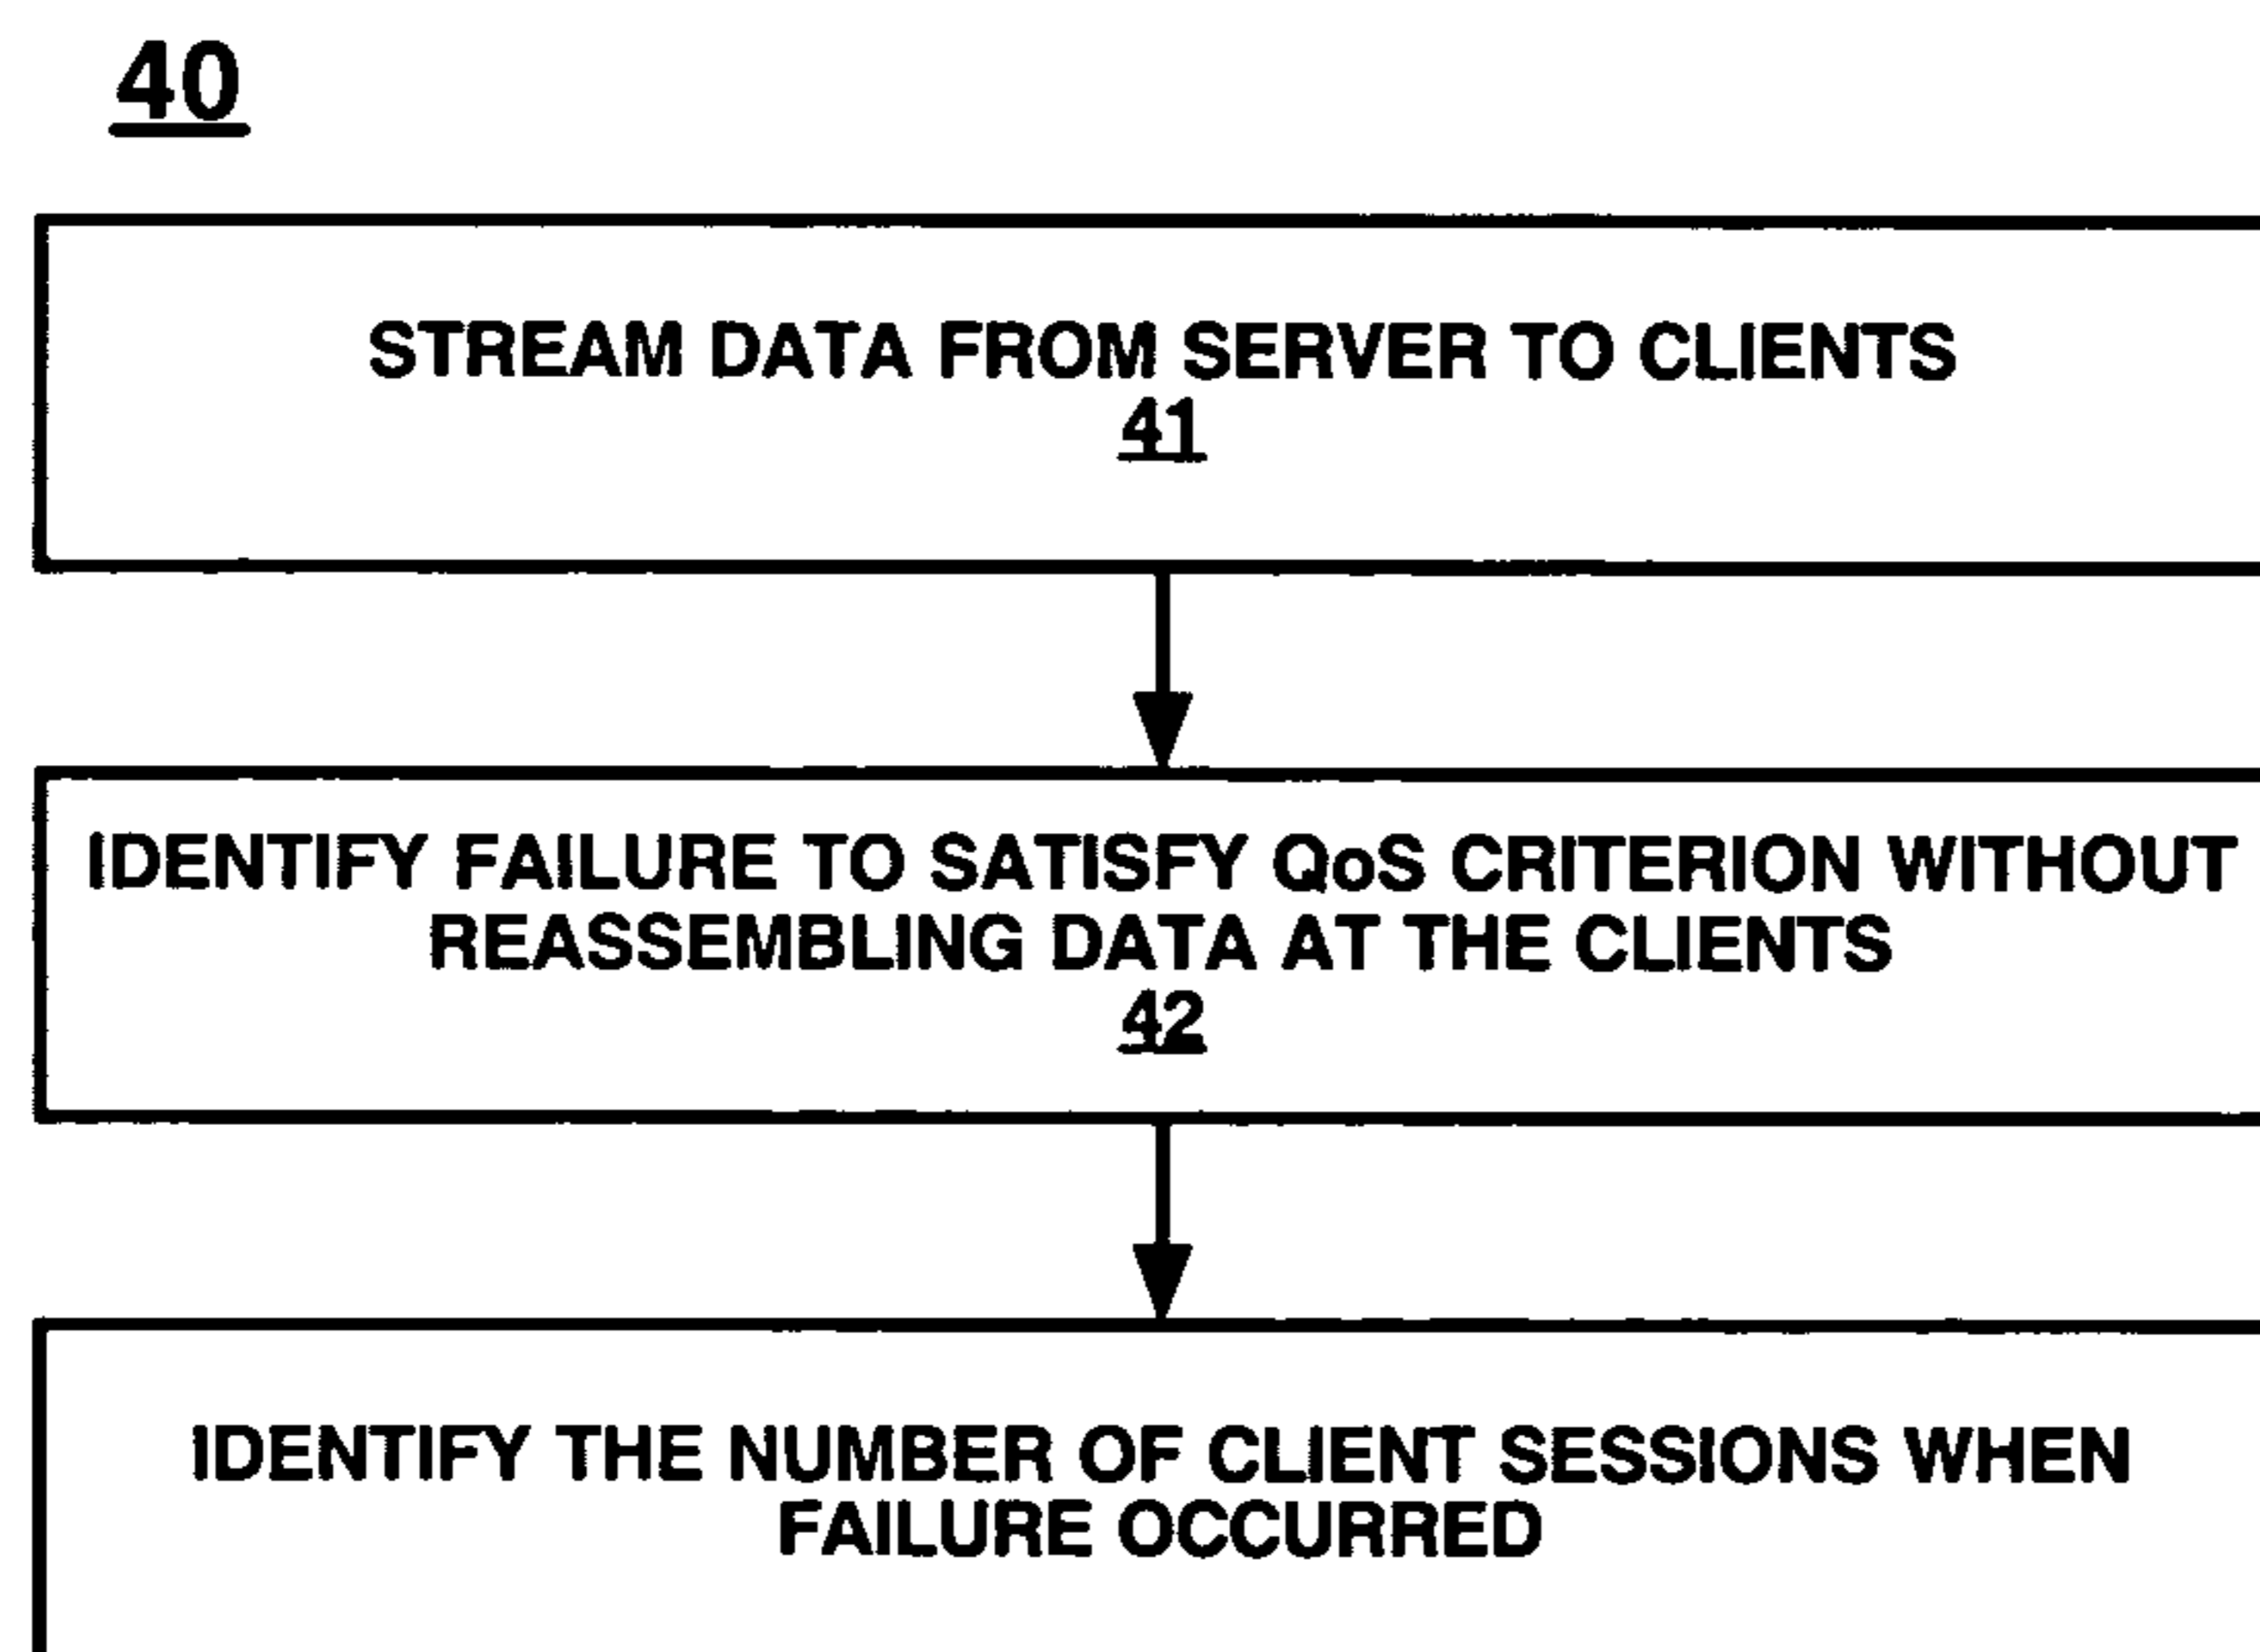 40
STREAM DATA FROM SERVER TO CLIENTS
41
IDENTIFY FAILURE TO SATISFY QoS CRITERION WITHOUT
REASSEMBLING DATA AT THE CLIENTS
42
IDENTIFY THE NUMBER OF CLIENT SESSIONS WHEN
FAILURE OCCURRED